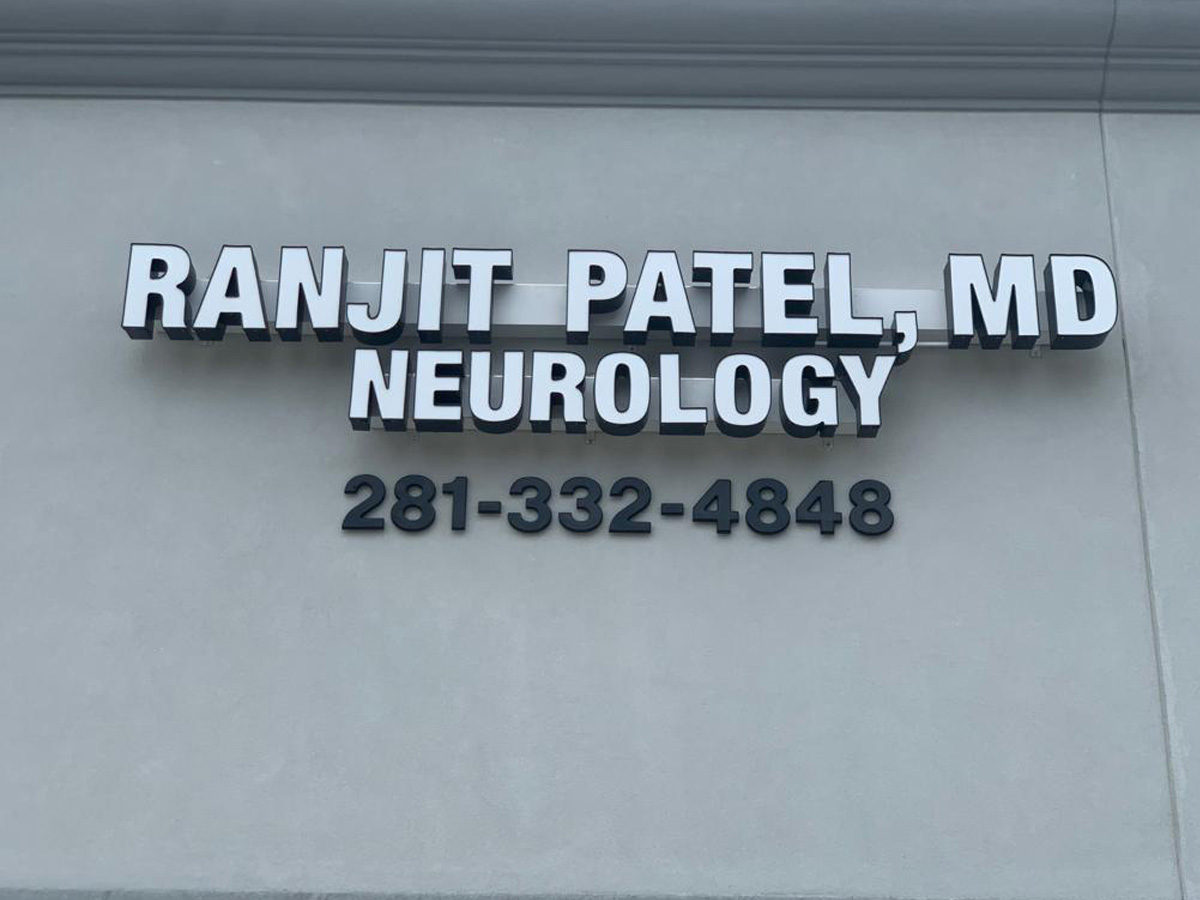 RANJIT PATEL, MD
NEUROLOGY
281-332-4848